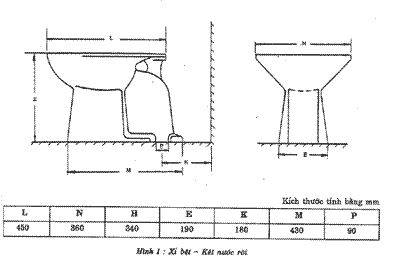 L
N
H
P
K
M
E
Kích thước tính bằng mm
L N H E K M P
450 360 340 190 180 430 90
Hình 1 : Xí bệt - Két nước rời